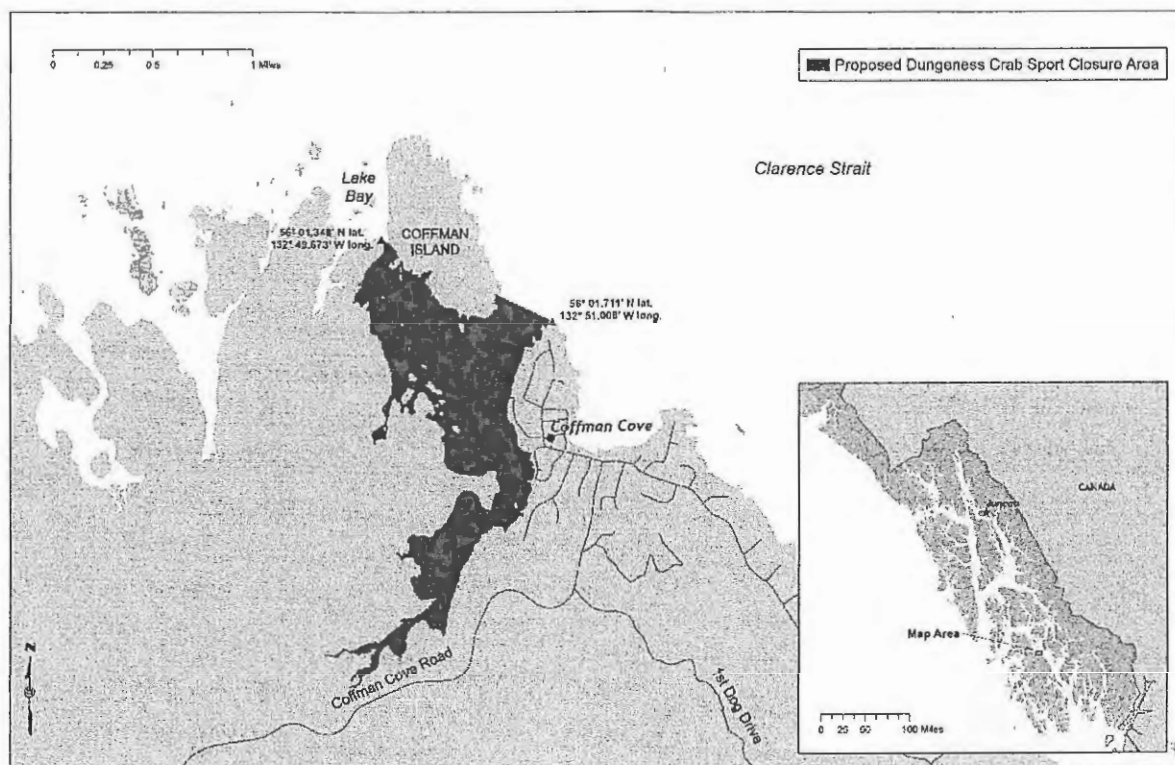 0 0.25 0.5 1 Miles
Proposed Dungeness Crab Sport Closure Area
Clarence Strait
Lake
Bay
56° 01.348' N lat.
132° 49.673' W long.
COFFMAN
ISLAND
56° 01.711' N lat.
132° 51.008' W long.
Coffman Cove
CANADA
Juneau
Map Area
N
Coffman Cove Road
1st Dog Drive
0 25 50 100 Miles